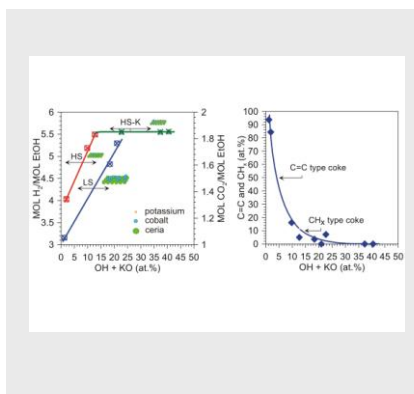 MOL H₂/MOL EtOH
6
5.5
5
4.5
4
3.5
3
HS-K
HS
LS
potassium
cobalt
ceria
2
1.8
1.6
1.4
1.2
1
MOL CO₂/MOL EtOH
0 5 10 15 20 25 30 35 40 45 50
OH + KO (at.%)
C=C and CHₓ (at.%)
100
90
80
70
60
50
40
30
20
10
0
C=C type coke
CHₓ type coke
0 5 10 15 20 25 30 35 40 45 50
OH + KO (at.%)